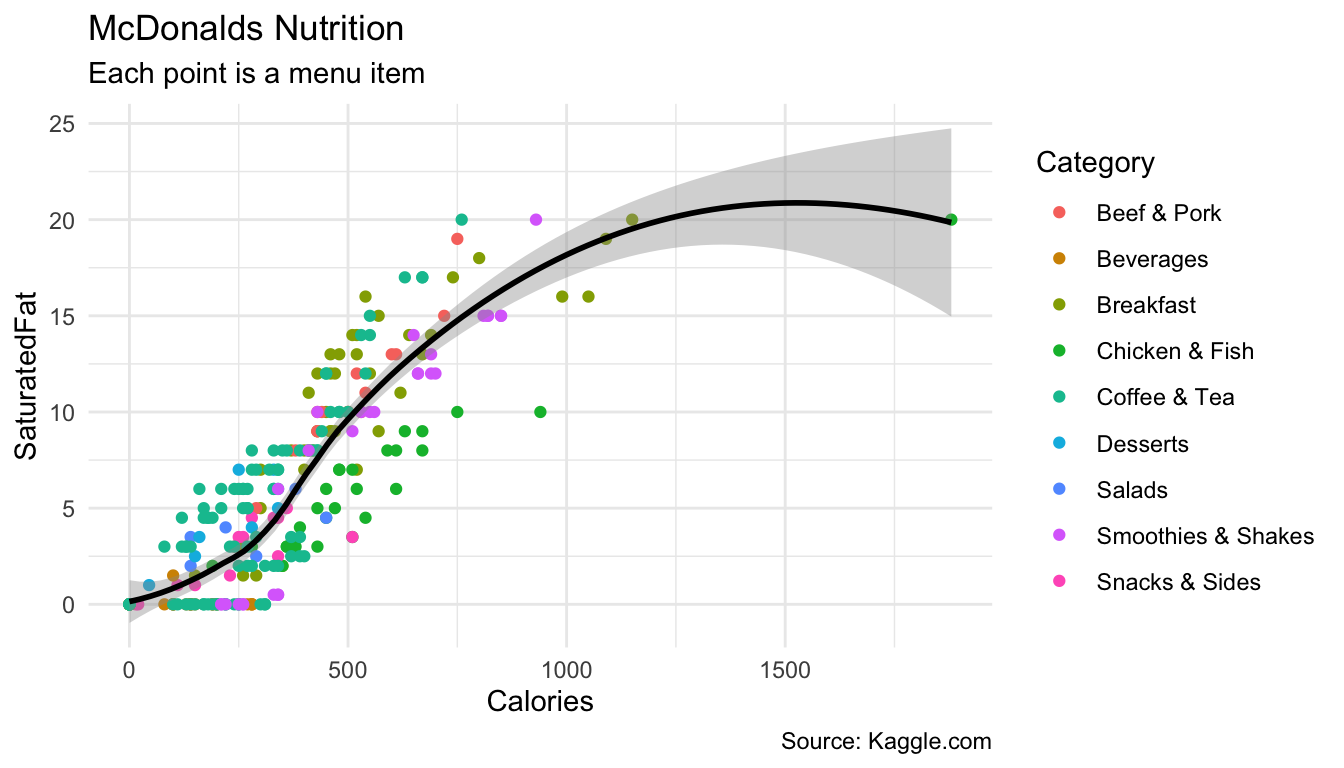 McDonalds Nutrition
Each point is a menu item
25
20
15
10
5
0
SaturatedFat
0 500 1000 1500
Calories
Category
Beef & Pork
Beverages
Breakfast
Chicken & Fish
Coffee & Tea
Desserts
Salads
Smoothies & Shakes
Snacks & Sides
Source: Kaggle.com